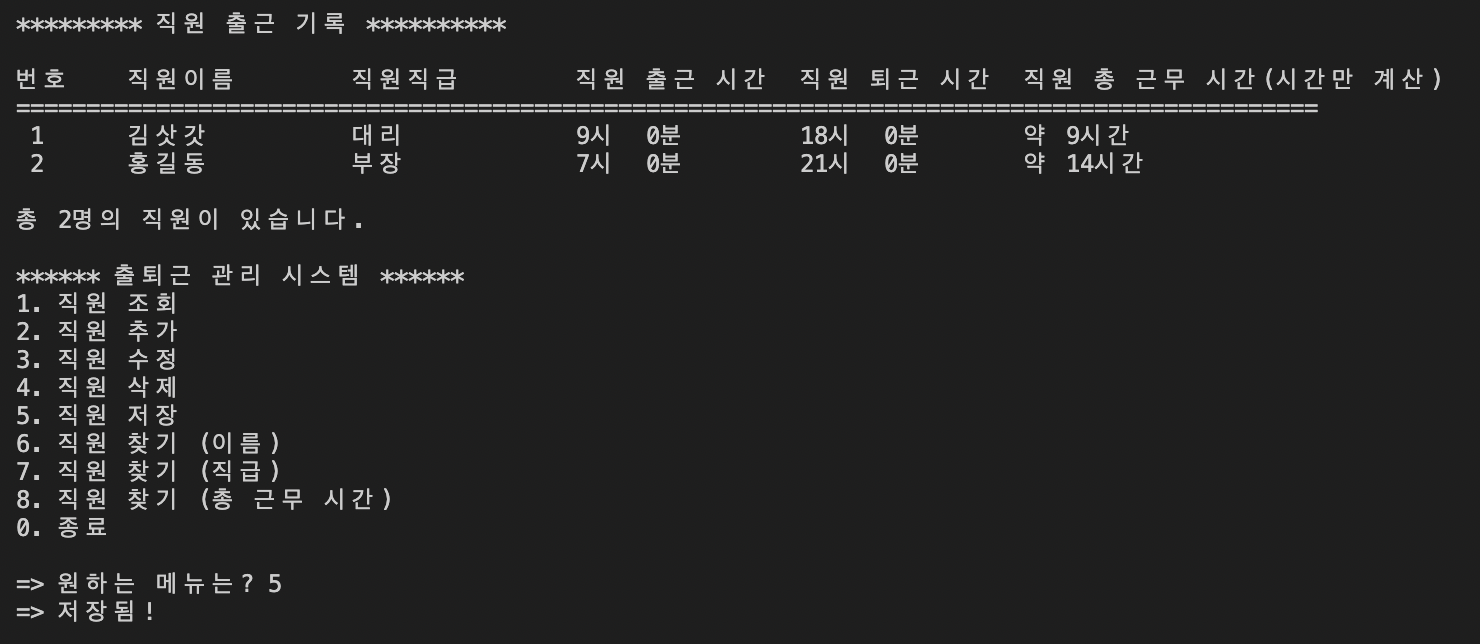 ********* 직원 출근 기록 **********
번호 직원이름 직원직급 직원 출근 시간 직원 퇴근 시간 직원 총 근무 시간(시간만 계산)
=============================================================================================
1 김삿갓 대리 9시 0분 18시 0분 약 9시간
2 홍길동 부장 7시 0분 21시 0분 약 14시간
총 2명의 직원이 있습니다.
****** 출퇴근 관리 시스템 ******
1. 직원 조회
2. 직원 추가
3. 직원 수정
4. 직원 삭제
5. 직원 저장
6. 직원 찾기 (이름)
7. 직원 찾기 (직급)
8. 직원 찾기 (총 근무 시간)
0. 종료
=> 원하는 메뉴는? 5
=> 저장됨!